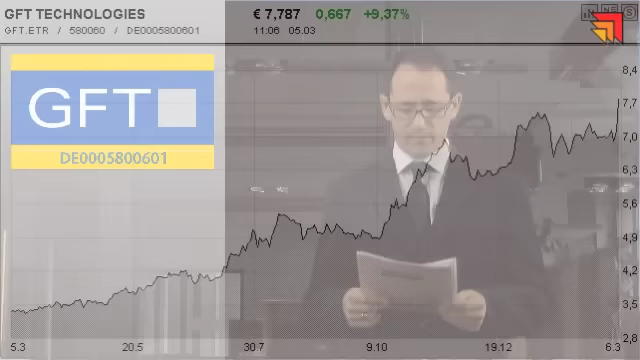 GFT TECHNOLOGIES
€ 7,787 0,667 +9,37%
GFT.ETR / 580060 / DE0005800601
11:06 05.03
GFT
DE0005800601
8,4
7,7
7,0
6,3
5,6
4,9
4,2
3,5
2,8
5.3 20.5 30.7 9.10 19.12 6.3